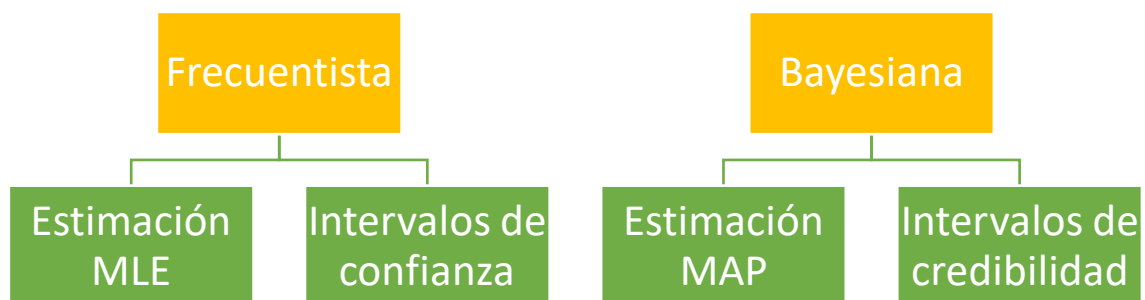 Frecuentista
Bayesiana
Estimación
MLE
Intervalos de
confianza
Estimación
MAP
Intervalos de
credibilidad